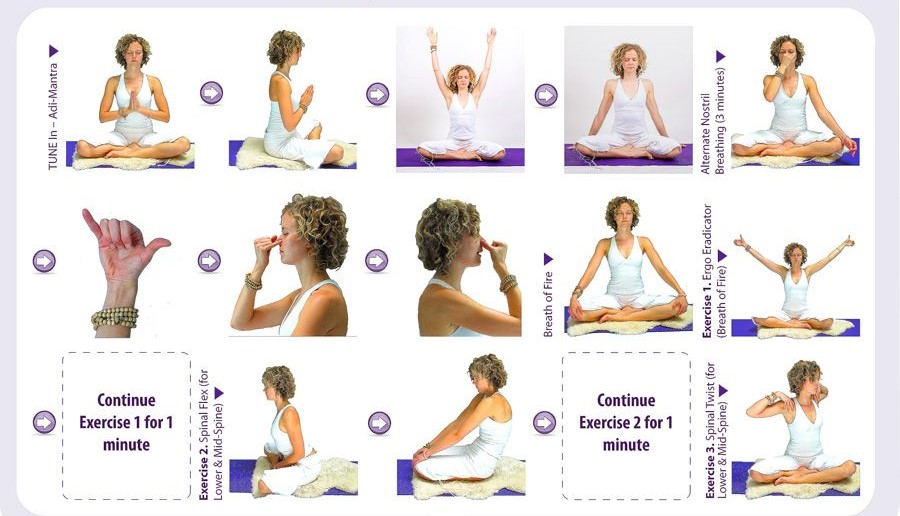 TUNE In – Adi-Mantra
Alternate Nostril
Breathing (3 minutes)
Breath of Fire
Exercise 1. Ergo Eradicator
(Breath of Fire)
Continue
Exercise 1 for 1
minute
Exercise 2. Spinal Flex (for
Lower & Mid-Spine)
Continue
Exercise 2 for 1
minute
Exercise 3. Spinal Twist (for
Lower & Mid-Spine)